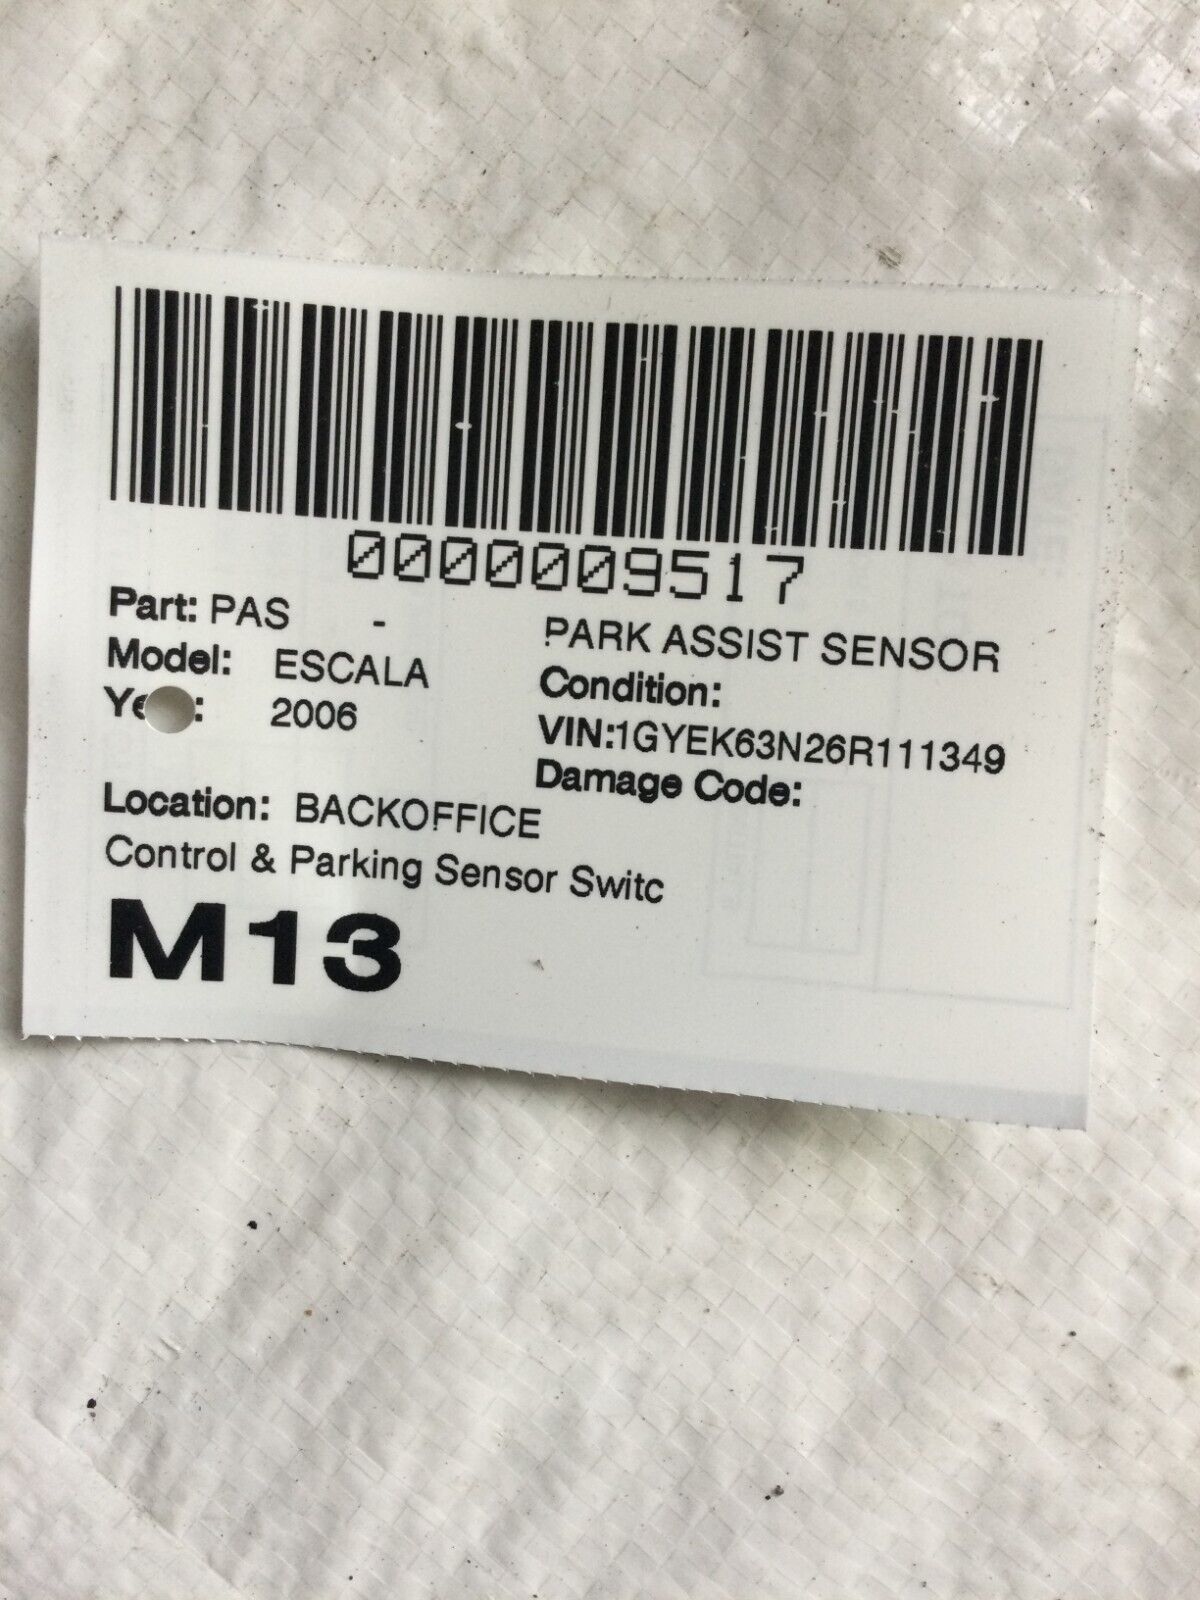 0000009517
Part: PAS - PARK ASSIST SENSOR
Model: ESCALA Condition:
2006 VIN:1GYEK63N26R111349
Damage Code:
Location: BACKOFFICE
Control & Parking Sensor Switc
M13